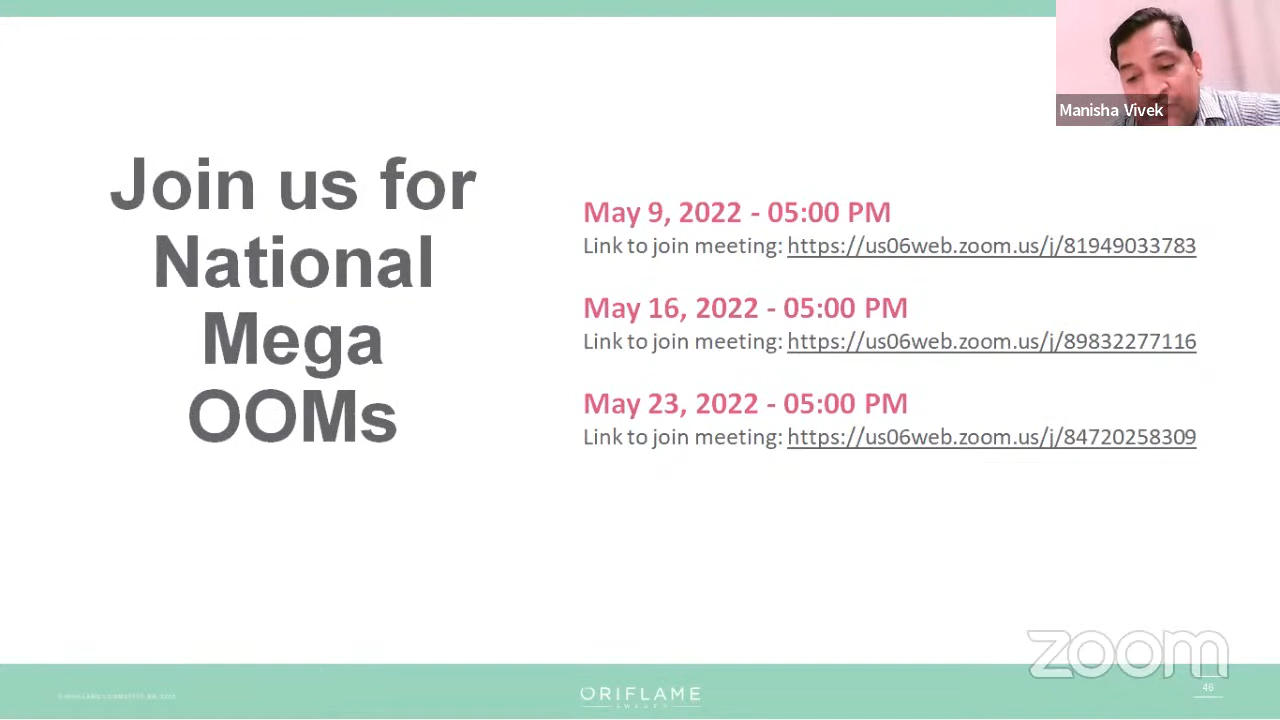 Manisha Vivek
Join us for
National
Mega
OOMs
May 9, 2022 - 05:00 PM
Link to join meeting: https://us06web.zoom.us/j/81949033783
May 16, 2022 - 05:00 PM
Link to join meeting: https://us06web.zoom.us/j/89832277116
May 23, 2022 - 05:00 PM
Link to join meeting: https://us06web.zoom.us/j/84720258309
zoom
ORIFLAME
SWEDEN
46